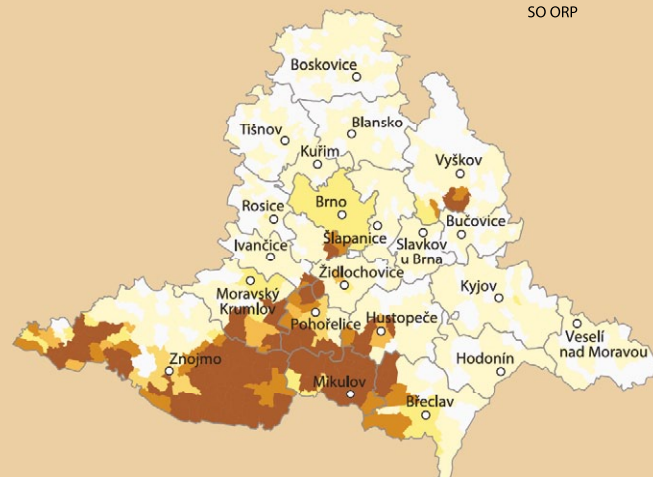 SO ORP
Boskovice
Tišnov
Blansko
Kuřim
Vyškov
Rosice
Brno
Bučovice
Šlapanice
Slavkov
u Brna
Ivančice
Židlochovice
Moravský
Krumlov
Kyjov
Pohořelice
Hustopeče
Veselí
nad Moravou
Znojmo
Hodonín
Mikulov
Břeclav